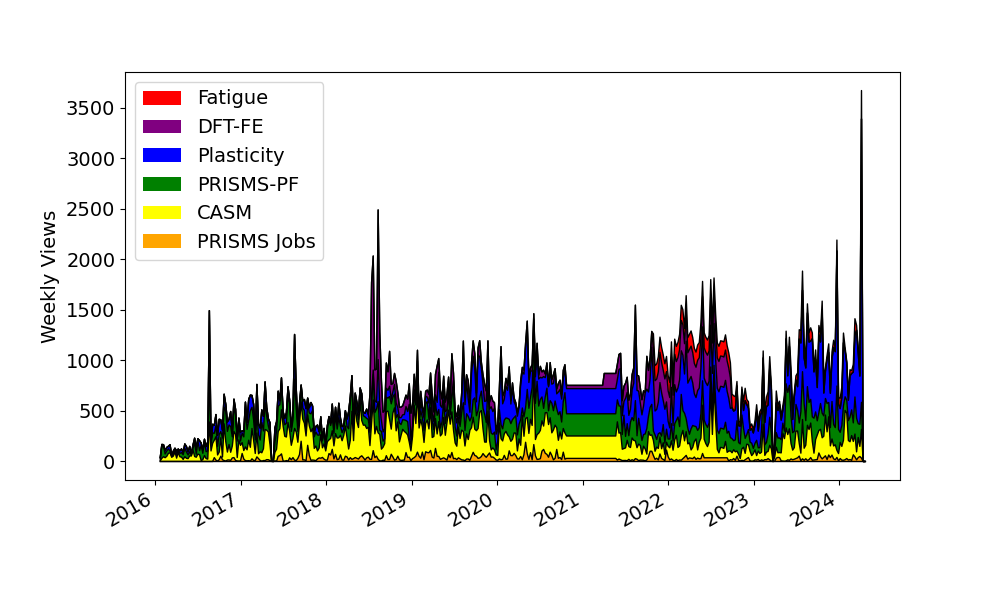 Fatigue
DFT-FE
Plasticity
PRISMS-PF
CASM
PRISMS Jobs
Weekly Views
3500
3000
2500
2000
1500
1000
500
0
2016
2017
2018
2019
2020
2021
2022
2023
2024